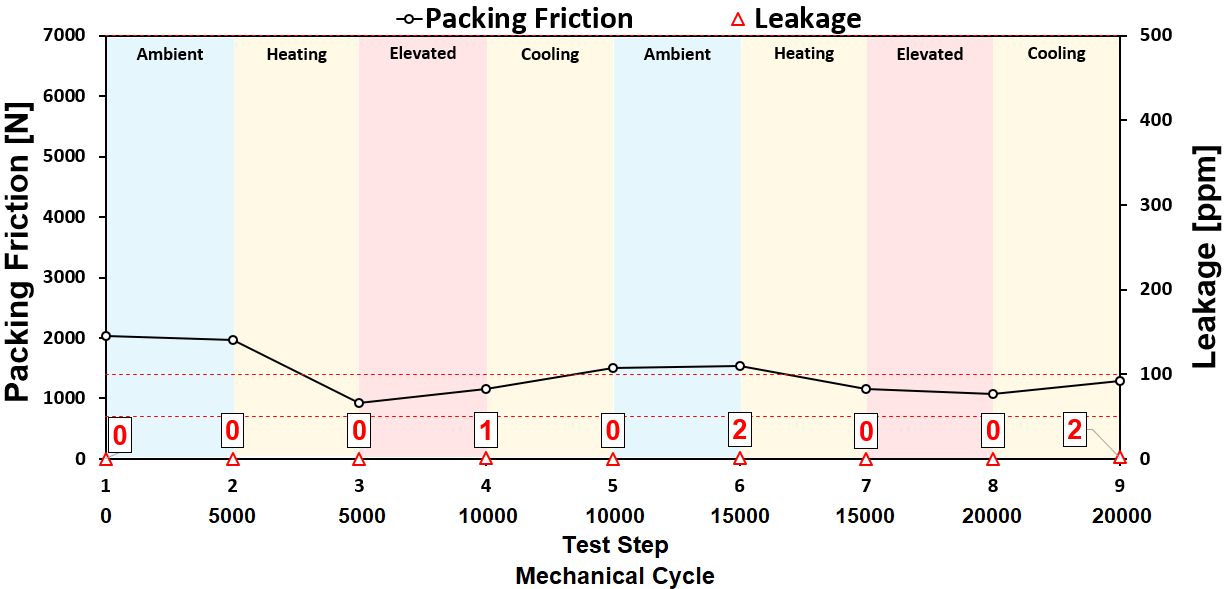 Packing Friction Leakage
7000 500
Ambient Heating Elevated Cooling Ambient Heating Elevated Cooling
6000
400
5000
4000
300
3000
200
2000
100
1000
0 0 0 1 0 2 0 0 2
0 0
1 2 3 4 5 6 7 8 9
0 5000 5000 10000 10000 15000 15000 20000 20000
Test Step
Mechanical Cycle
Packing Friction [N]
Leakage [ppm]